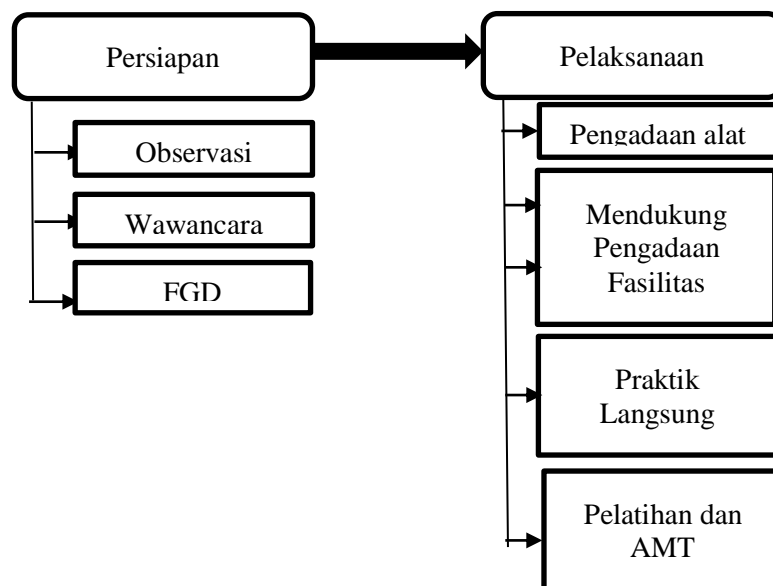 Persiapan
Observasi
Wawancara
FGD
Pelaksanaan
Pengadaan alat
Mendukung
Pengadaan
Fasilitas
Praktik
Langsung
Pelatihan dan
AMT